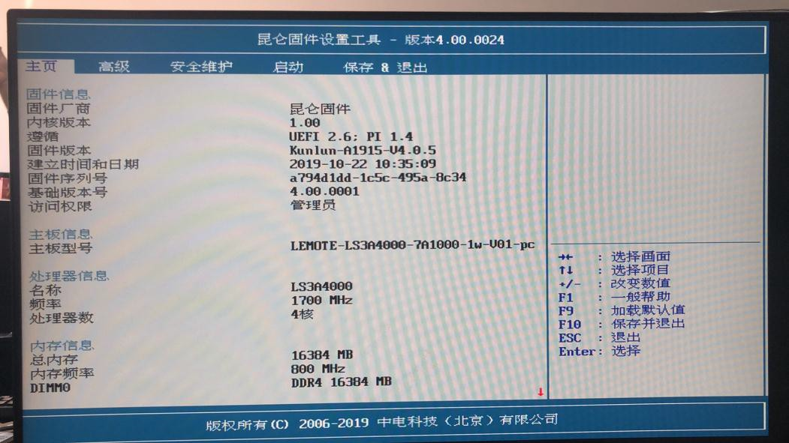 昆仑固件设置工具 - 版本4.00.0024
主页 高级 安全维护 启动 保存 & 退出
固件信息
固件厂商 昆仑固件
内核版本 1.00
遵循 UEFI 2.6; PI 1.4
固件版本 Kunlun-A1915-V4.0.5
建立时间和日期 2019-10-22 10:35:09
固件序列号 a794d1dd-1c5c-495a-8c34
基础版本号 4.00.0001
访问权限 管理员
主板信息
主板型号 LEMOTE-LS3A4000-7A1000-1w-V01-pc
处理器信息
名称 LS3A4000
频率 1700 MHz
处理器数 4核
内存信息
总内存 16384 MB
内存频率 800 MHz
DIMM0 DDR4 16384 MB
→← : 选择画面
↑↓ : 选择项目
+/- : 改变数值
F1 : 一般帮助
F9 : 加载默认值
F10 : 保存并退出
ESC : 退出
Enter: 选择
↓
版权所有(C) 2006-2019 中电科技（北京）有限公司